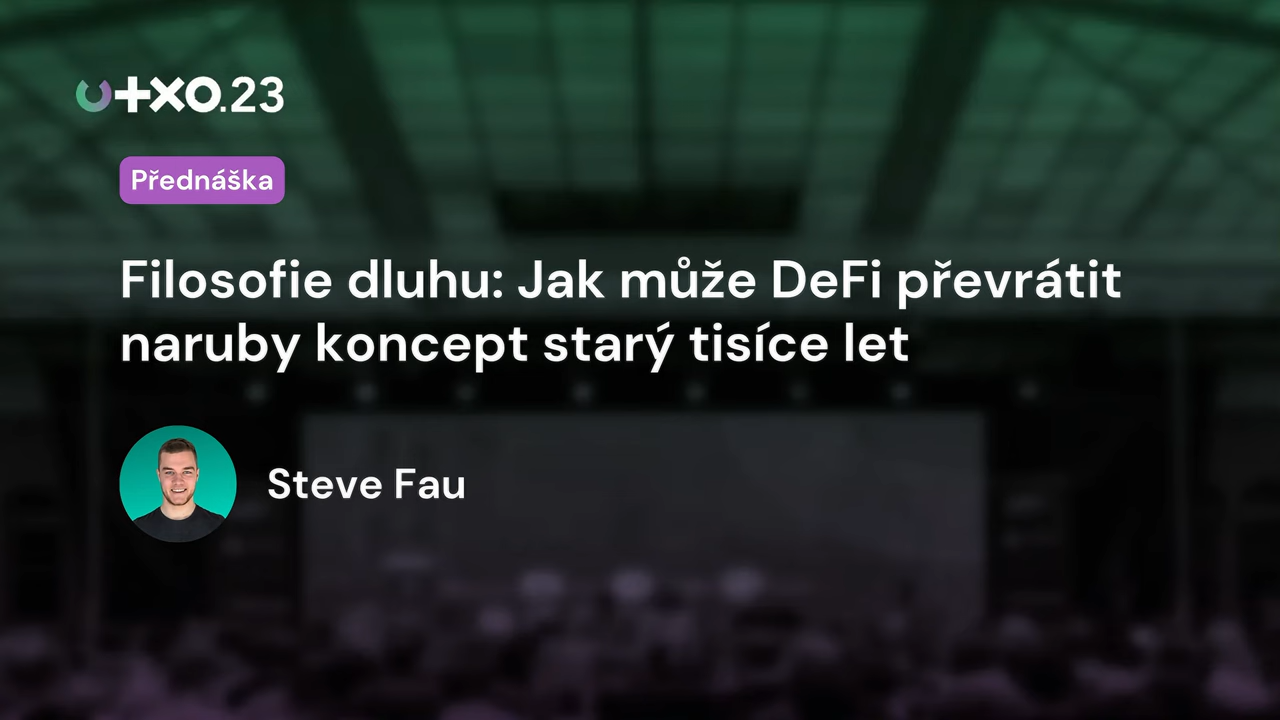 utxo.23
Přednáška
Filosofie dluhu: Jak může DeFi převrátit
naruby koncept starý tisíce let
Steve Fau